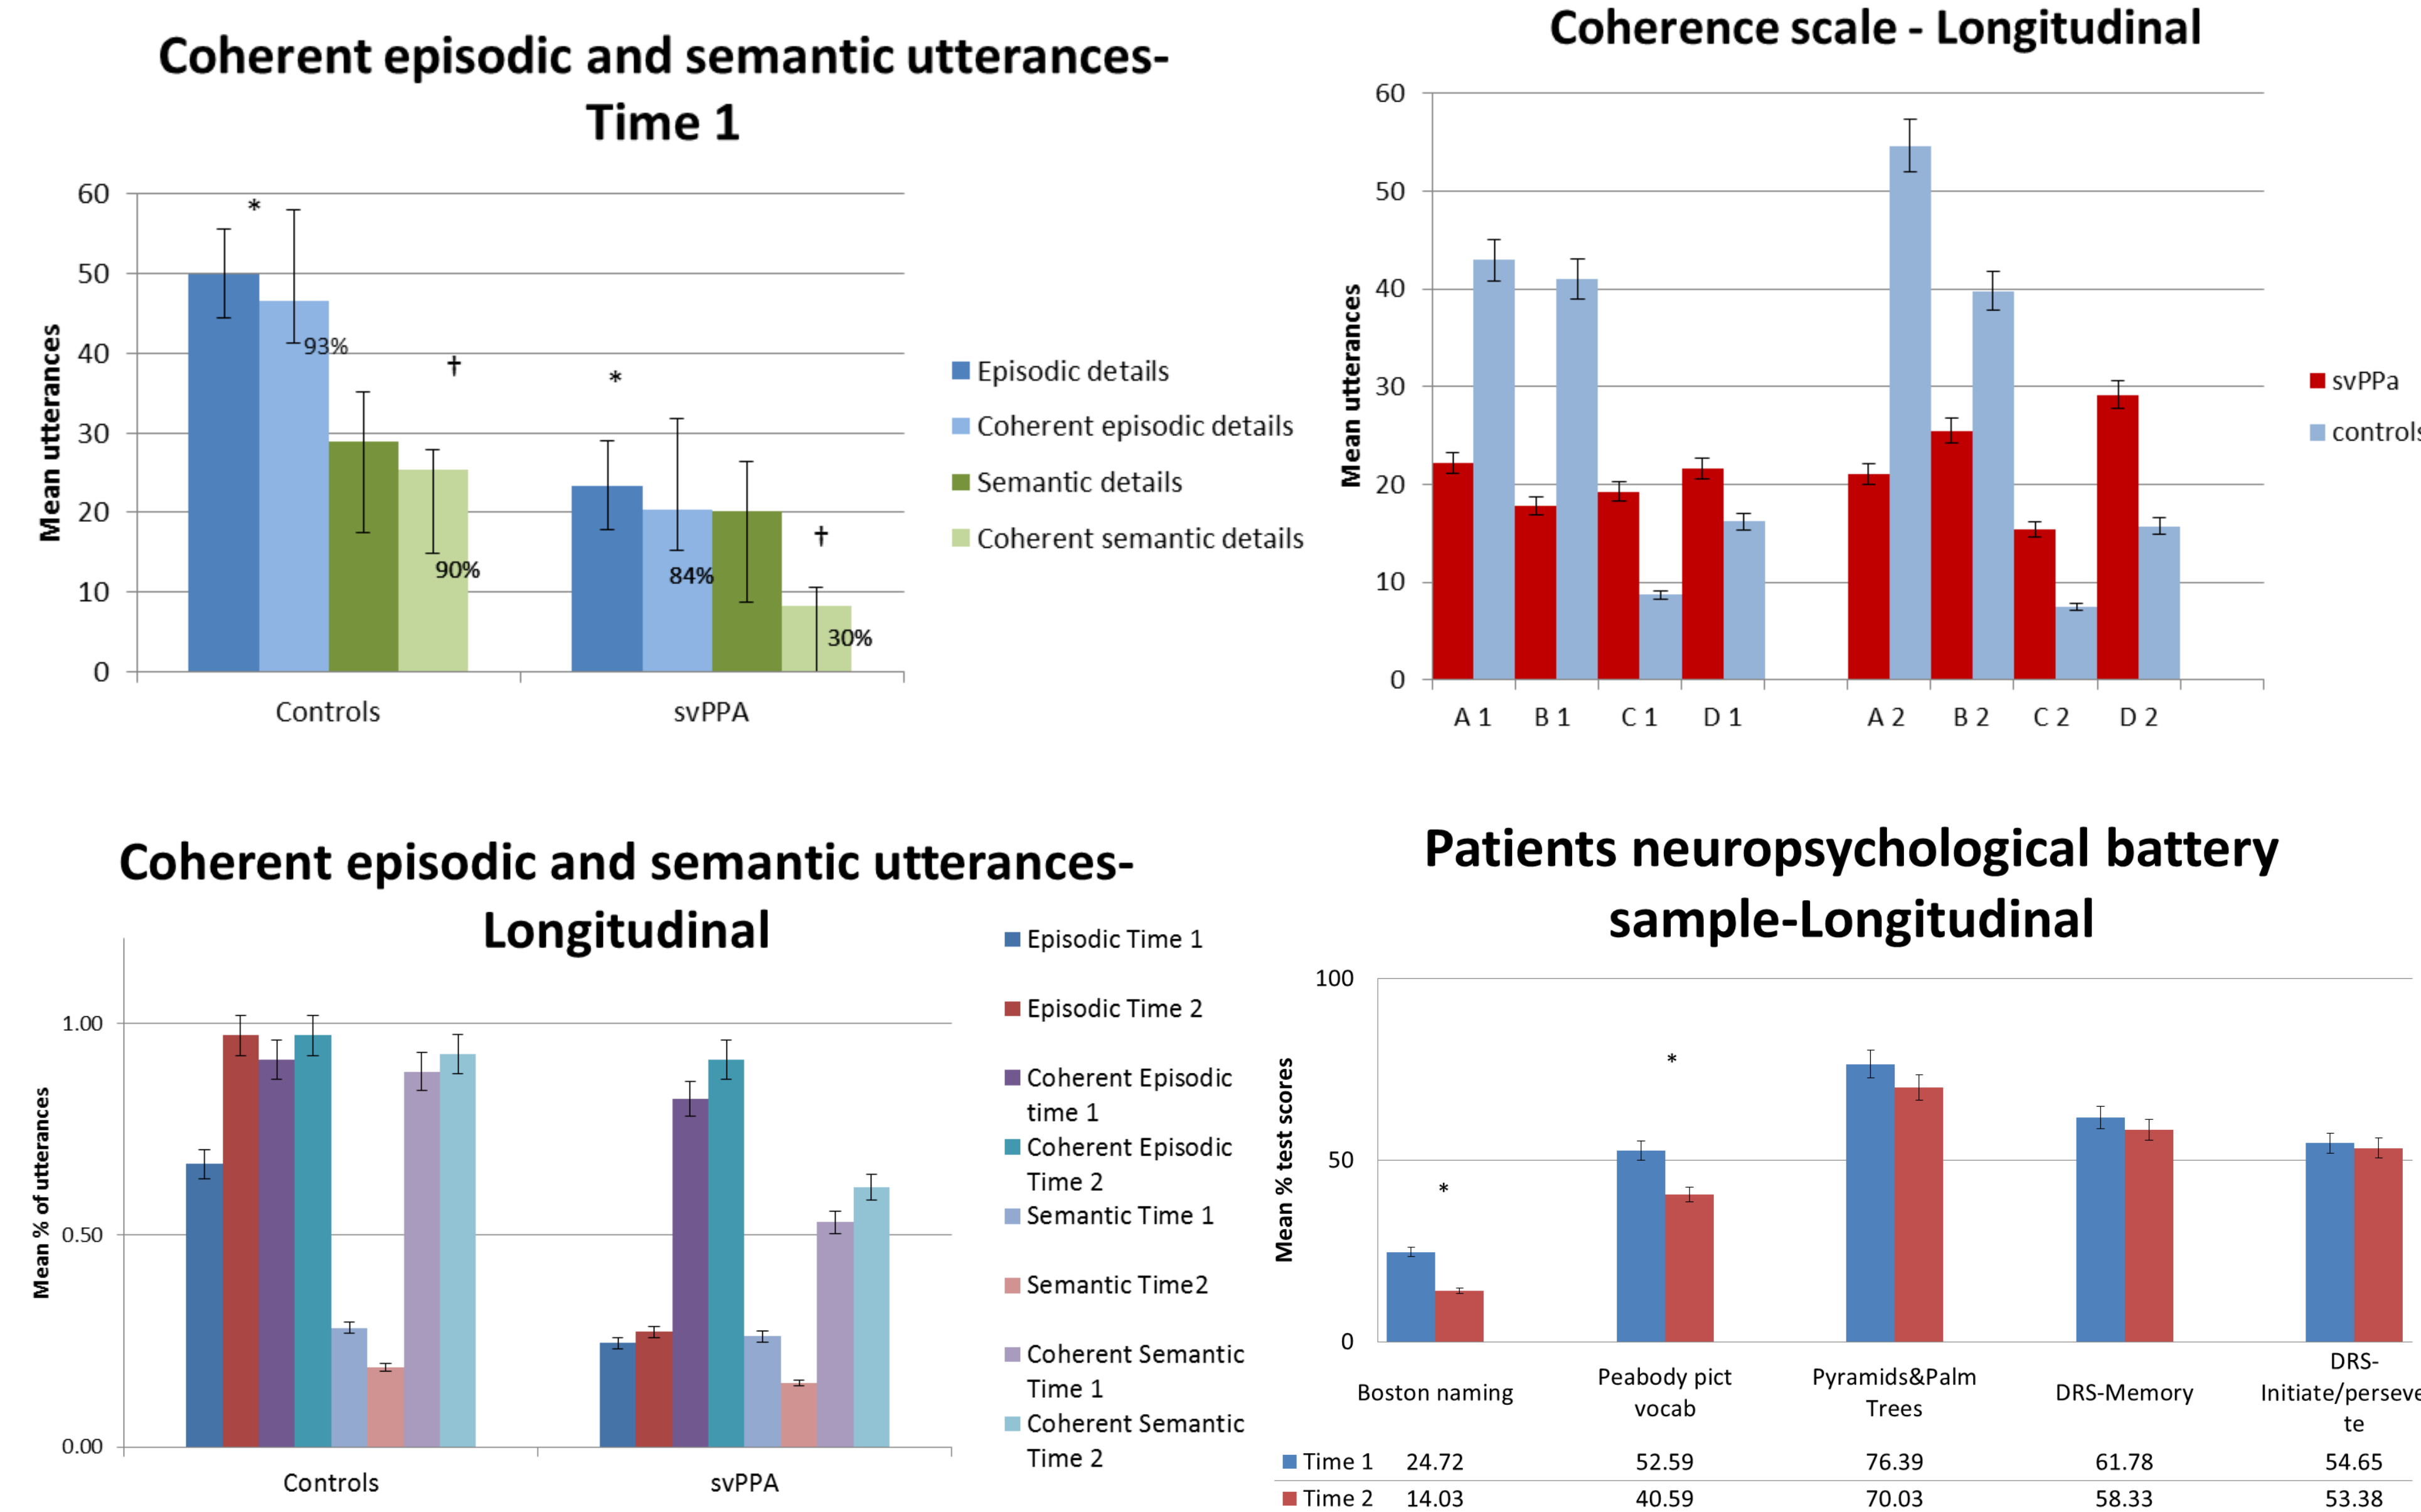 Coherent episodic and semantic utterances-
Time 1
60
50
40
30
20
10
0
Mean utterances
*
93%
†
90%
*
84%
†
30%
Controls
svPPA
Episodic details
Coherent episodic details
Semantic details
Coherent semantic details
Coherence scale - Longitudinal
60
50
40
30
20
10
0
Mean utterances
A 1 B 1 C 1 D 1 A 2 B 2 C 2 D 2
svPPa
controls
Coherent episodic and semantic utterances-
Longitudinal
1.00
0.50
0.00
Mean % of utterances
Controls
svPPA
Episodic Time 1
Episodic Time 2
Coherent Episodic
time 1
Coherent Episodic
Time 2
Semantic Time 1
Semantic Time2
Coherent Semantic
Time 1
Coherent Semantic
Time 2
Patients neuropsychological battery
sample-Longitudinal
100
50
0
Mean % test scores
*
*
Boston naming
Peabody pict
vocab
Pyramids&Palm
Trees
DRS-Memory
DRS-
Initiate/perseve
te
Time 1 24.72 52.59 76.39 61.78 54.65
Time 2 14.03 40.59 70.03 58.33 53.38